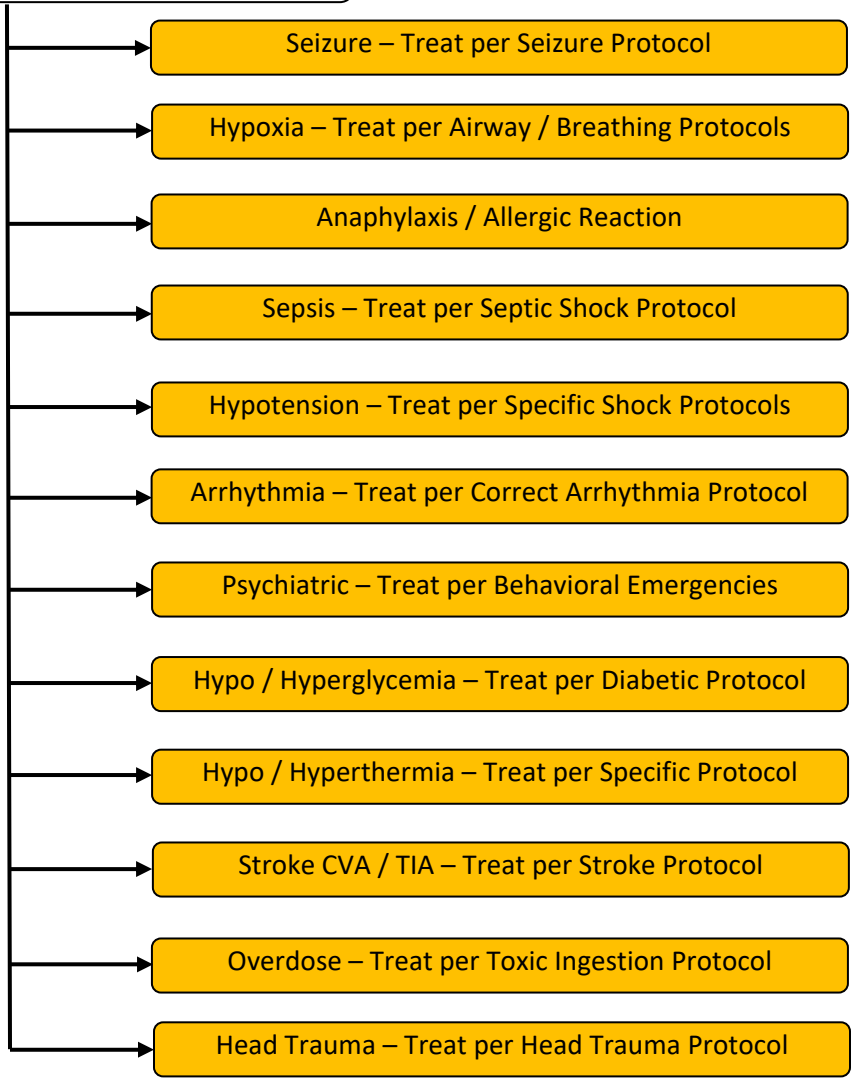 Seizure – Treat per Seizure Protocol
Hypoxia – Treat per Airway / Breathing Protocols
Anaphylaxis / Allergic Reaction
Sepsis – Treat per Septic Shock Protocol
Hypotension – Treat per Specific Shock Protocols
Arrhythmia – Treat per Correct Arrhythmia Protocol
Psychiatric – Treat per Behavioral Emergencies
Hypo / Hyperglycemia – Treat per Diabetic Protocol
Hypo / Hyperthermia – Treat per Specific Protocol
Stroke CVA / TIA – Treat per Stroke Protocol
Overdose – Treat per Toxic Ingestion Protocol
Head Trauma – Treat per Head Trauma Protocol